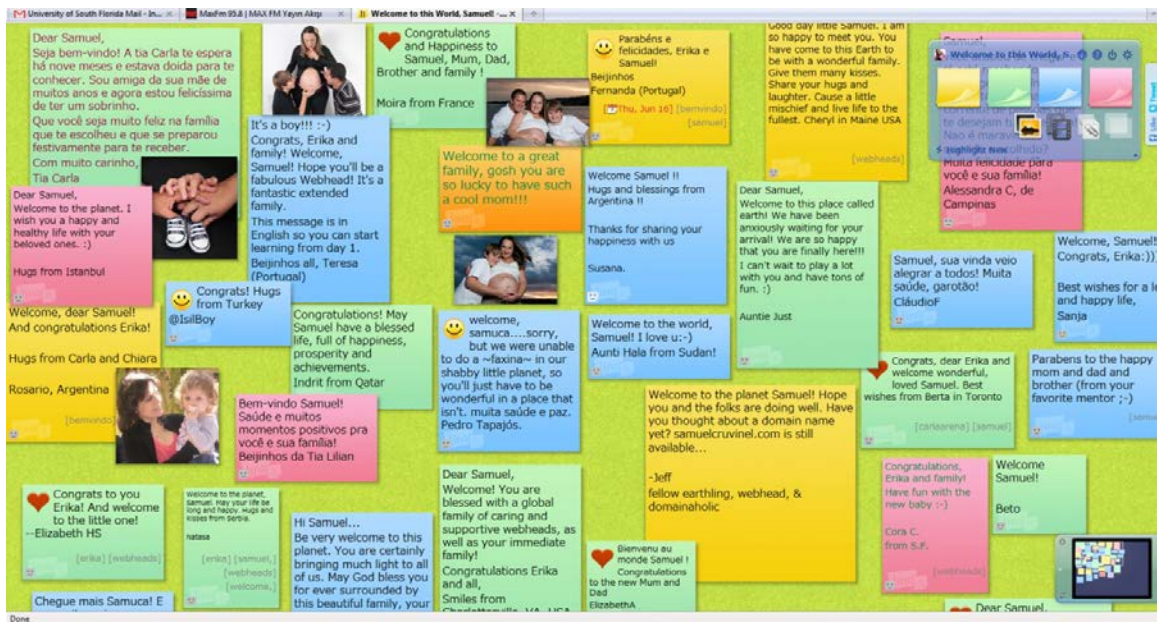 University of South Florida Mail - In...
MaxFm 95.8 | MAX FM Yayın Akışı
Welcome to this World, Samuel! -...
Dear Samuel,
Seja bem-vindo! A tia Carla te espera
há nove meses e estava doida para te
conhecer. Sou amiga da sua mãe de
muitos anos e agora estou felicíssima
de ter um sobrinho.
Que você seja muito feliz na família
que te escolheu e que se preparou
festivamente para te receber.
Com muito carinho,
Tia Carla
Congratulations
and Happiness to
Samuel, Mum, Dad,
Brother and family !
Moira from France
Parabéns e
felicidades, Erika e
Samuel!
Beijinhos
Fernanda (Portugal)
Thu, Jun 16] [bemvindo]
[samuel]
Good day little Samuel. I am
so happy to meet you. You
have come to this Earth to
be with a wonderful family.
Give them many kisses.
Share your hugs and
laughter. Cause a little
mischief and live life to the
fullest. Cheryl in Maine USA
[webheads]
Welcome to this World, S...
Highlight New
Muita felicidade para
você e sua família!
Alessandra C, de
Campinas
It's a boy!!! :-)
Congrats, Erika and
family! Welcome,
Samuel! Hope you'll be a
fabulous Webhead! It's a
fantastic extended
family.
This message is in
English so you can start
learning from day 1.
Beijinhos all, Teresa
(Portugal)
Welcome to a great
family, gosh you are
so lucky to have such
a cool mom!!!
Welcome Samuel !!
Hugs and blessings from
Argentina !!
Thanks for sharing your
happiness with us
Susana.
Dear Samuel,
Welcome to this place called
earth! We have been
anxiously waiting for your
arrival! We are so happy
that you are finally here!!!
I can't wait to play a lot
with you and have tons of
fun. :)
Auntie Just
Dear Samuel,
Welcome to the planet. I
wish you a happy and
healthy life with your
beloved ones. :)
Hugs from Istanbul
Samuel, sua vinda veio
alegrar a todos! Muita
saúde, garotão!
CláudioF
Welcome, Samuel!
Congrats, Erika:)))
Best wishes for a
and happy life,
Sanja
Welcome, dear Samuel!
And congratulations Erika!
Hugs from Carla and Chiara
Rosario, Argentina
[bemvindo]
Congrats! Hugs
from Turkey
@IsilBoy
Congratulations! May
Samuel have a blessed
life, full of happiness,
prosperity and
achievements.
Indrit from Qatar
welcome,
samuca....sorry,
but we were unable
to do a ~faxina~ in our
shabby little planet, so
you'll just have to be
wonderful in a place that
isn't. muita saúde e paz.
Pedro Tapajós.
Welcome to the world,
Samuel! I love u:-)
Aunti Hala from Sudan!
Congrats, dear Erika and
welcome wonderful,
loved Samuel. Best
wishes from Berta in Toronto
[carlaarena] [samuel]
Parabens to the happy
mom and dad and
brother (from your
favorite mentor ;-)
Bem-vindo Samuel!
Saúde e muitos
momentos positivos pra
você e sua família!
Beijinhos da Tia Lilian
Welcome to the planet Samuel! Hope
you and the folks are doing well. Have
you thought about a domain name
yet? samuelcruvinel.com is still
available...
-Jeff
fellow earthling, webhead, &
domainaholic
Congratulations,
Erika and family!
Have fun with the
new baby :-)
Cora C.
from S.F.
[webheads]
Welcome
Samuel!
Beto
Congrats to you
Erika! And welcome
to the little one!
--Elizabeth HS
[erika] [webheads]
Welcome to the planet,
Samuel. May your life be
long and happy. Hugs and
kisses from Serbia.
Natasa
[erika] [samuel,]
[webheads]
[welcome,]
Hi Samuel...
Be very welcome to this
planet. You are certainly
bringing much light to all
of us. May God bless you
for ever surrounded by
this beautiful family, your
Dear Samuel,
Welcome! You are
blessed with a global
family of caring and
supportive webheads, as
well as your immediate
family!
Congratulations Erika
and all,
Smiles from
Charlottesville, VA, USA
Bienvenu au
monde Samuel !
Congratulations
to the new Mum and
Dad
ElizabethA
Chegue mais Samuca! E
Dear Samuel,
Done